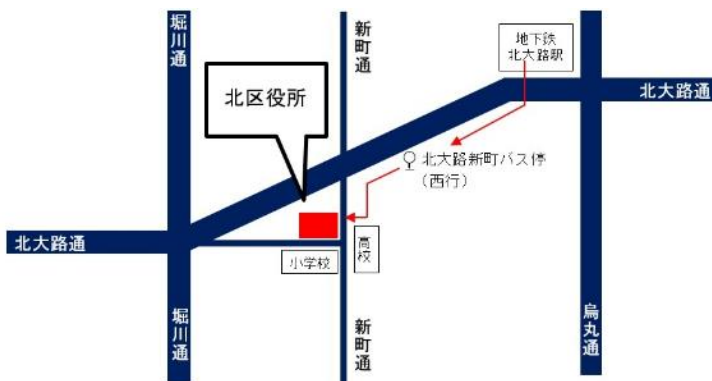 堀川通
新町通
地下鉄
北大路駅
北大路通
北区役所
北大路新町バス停
（西行）
北大路通
小学校
高校
堀川通
新町通
烏丸通